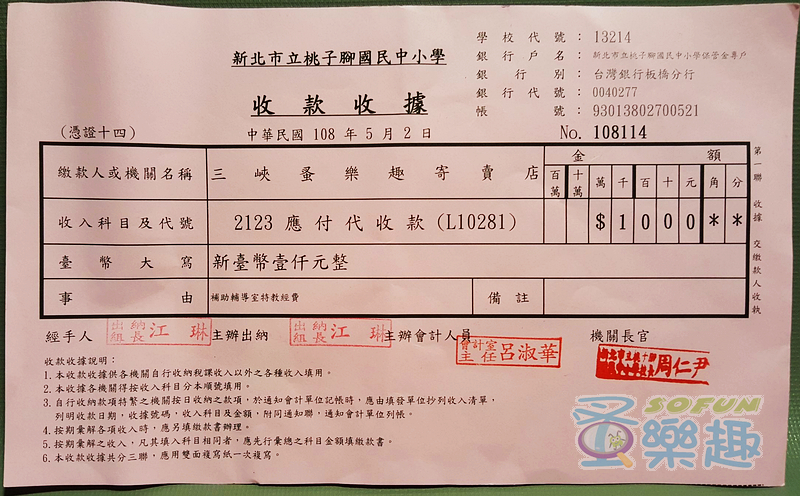 新北市立桃子腳國民中小學
收款收據
(憑證十四)
中華民國 108 年 5 月 2 日
學校代號：13214
銀行戶名：新北市立桃子腳國民中小學保管金專戶
銀行別：台灣銀行板橋分行
銀行代號：0040277
帳號：93013802700521
No. 108114
繳款人或機關名稱 三峽蚤樂趣寄賣店
金額
百萬 十萬 萬 千 百 十 元 角 分
收入科目及代號 2123 應付代收款(L10281) $ 1 0 0 0 * *
臺幣大寫 新臺幣壹仟元整
事由 補助輔導室特教經費 備註
第一聯 收據 交繳款人收執
經手人 出納組長 江琳 主辦出納 出納組長 江琳 主辦會計人員 會計室主任 呂淑華 機關長官 周仁尹
收款收據說明：
1. 本收款收據供各機關自行收納稅課收入以外之各種收入填用。
2. 本收據各機關得按收入科目分本順號填用。
3. 自行收納款項特繁之機關按日收納之款項，於通知會計單位記帳時，應由填發單位抄列收入清單，
列明收款日期，收據號碼，收入科目及金額，附同通知聯，通知會計單位列帳。
4. 按期彙解各項收入時，應另填繳款書辦理。
5. 按期彙解之收入，凡其填入科目相同者，應先行彙總之科目金額填繳款書。
6. 本收款收據共分三聯，應用雙面複寫紙一次複寫。
SOFUN
蚤樂趣